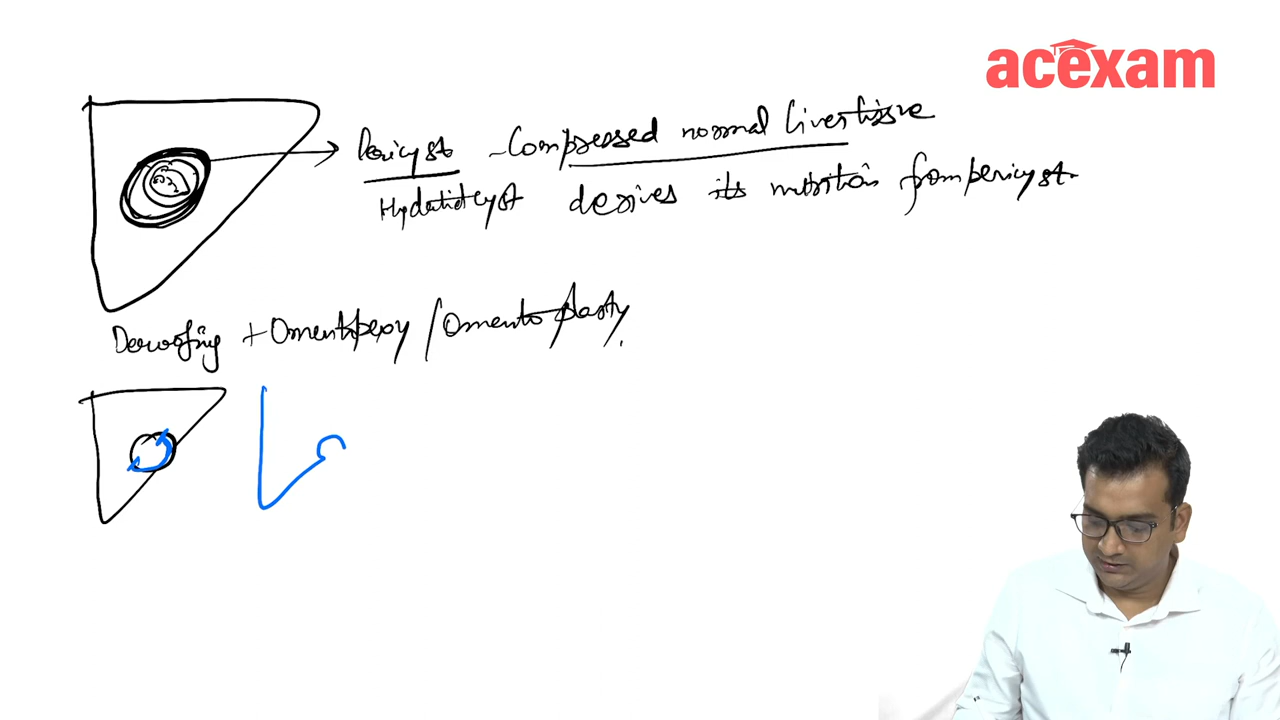 acexam
Pericyst - Compressed normal liver tissue
Hydatid cyst derives its nutrition from pericyst.
Deroofing + Omentopexy / Omentoplasty.